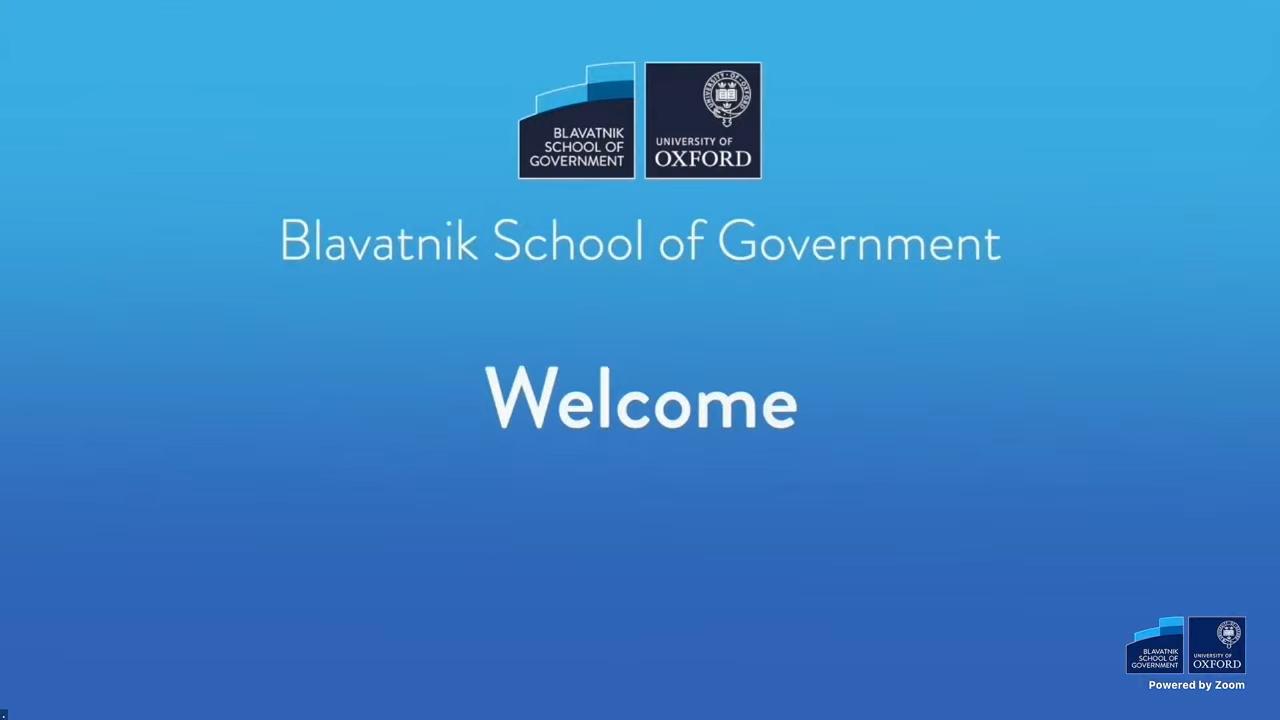 BLAVATNIK
SCHOOL OF
GOVERNMENT
UNIVERSITY OF
OXFORD
Blavatnik School of Government
Welcome
BLAVATNIK
SCHOOL OF
GOVERNMENT
UNIVERSITY OF
OXFORD
Powered by Zoom